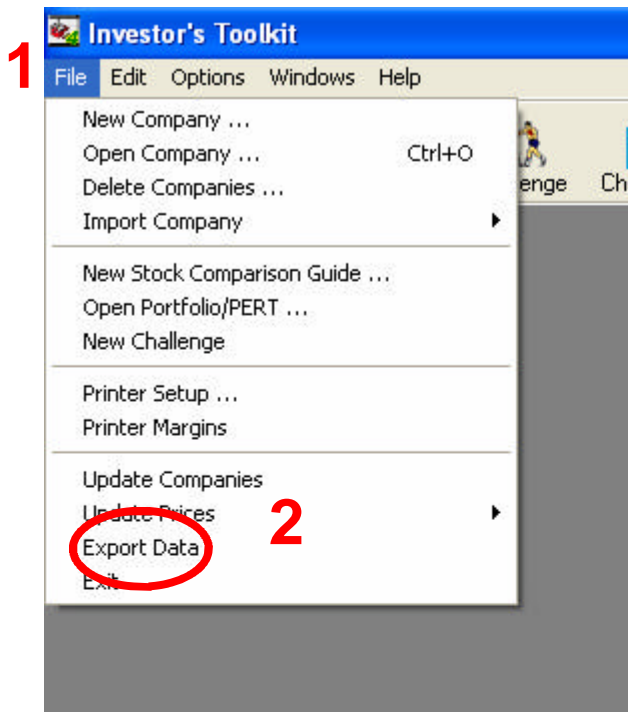 Investor's Toolkit
1
File Edit Options Windows Help
New Company ...
Open Company ... Ctrl+O
Delete Companies ...
Import Company
enge Ch
New Stock Comparison Guide ...
Open Portfolio/PERT ...
New Challenge
Printer Setup ...
Printer Margins
Update Companies
Update Prices
2
Export Data
Exit